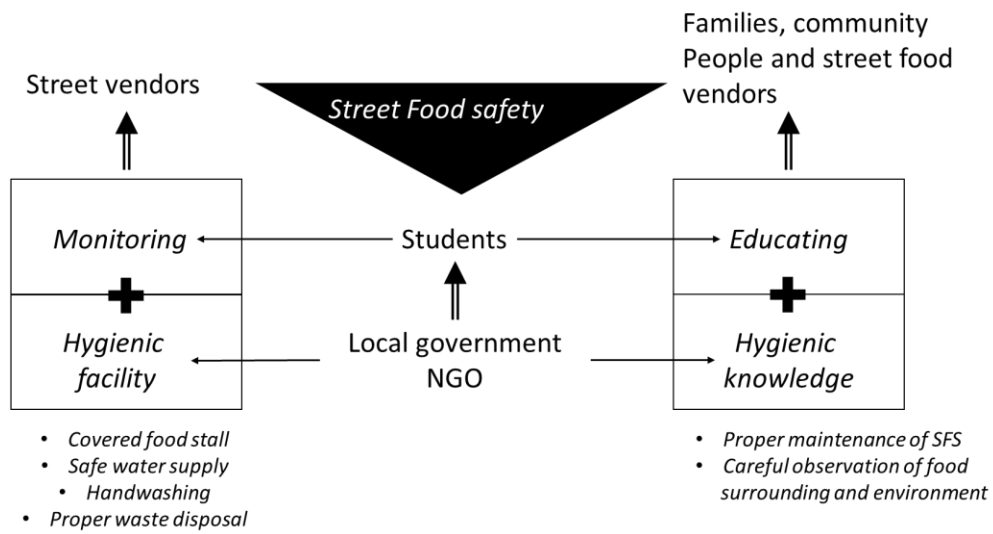 Families, community
People and street food
vendors
Street vendors
Street Food safety
Monitoring
Students
Educating
Hygienic
facility
Local government
NGO
Hygienic
knowledge
• Covered food stall
• Safe water supply
• Handwashing
• Proper waste disposal
• Proper maintenance of SFS
• Careful observation of food
surrounding and environment